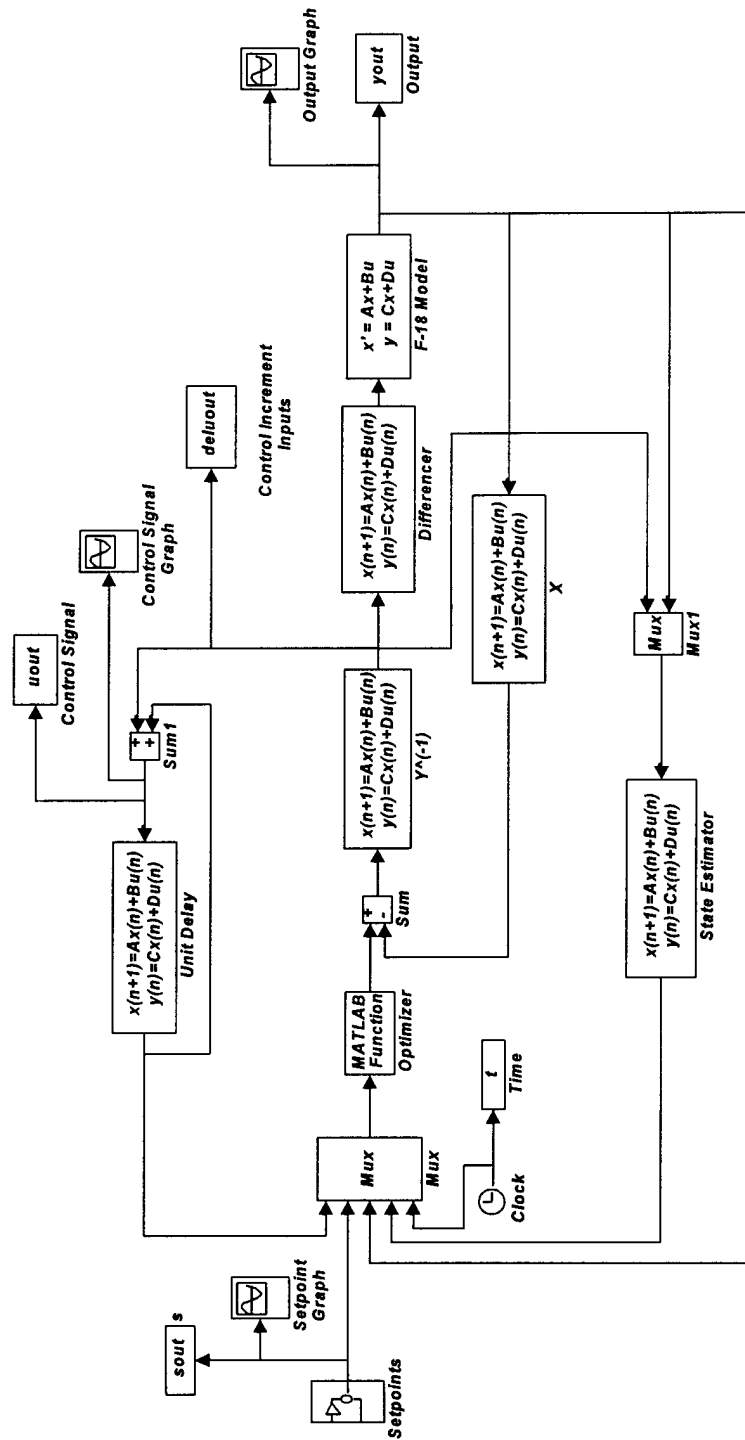 sout
s
Setpoint
Graph
Setpoints
x(n+1)=Ax(n)+Bu(n)
y(n)=Cx(n)+Du(n)
Unit Delay
uout
Control Signal
+
+
Sum1
Control Signal
Graph
deluout
Control Increment
Inputs
Output Graph
yout
Output
Mux
Mux
MATLAB
Function
Optimizer
+
-
Sum
x(n+1)=Ax(n)+Bu(n)
y(n)=Cx(n)+Du(n)
Y^(-1)
x(n+1)=Ax(n)+Bu(n)
y(n)=Cx(n)+Du(n)
Differencer
x' = Ax+Bu
y = Cx+Du
F-18 Model
Clock
t
Time
x(n+1)=Ax(n)+Bu(n)
y(n)=Cx(n)+Du(n)
X
x(n+1)=Ax(n)+Bu(n)
y(n)=Cx(n)+Du(n)
State Estimator
Mux
Mux1